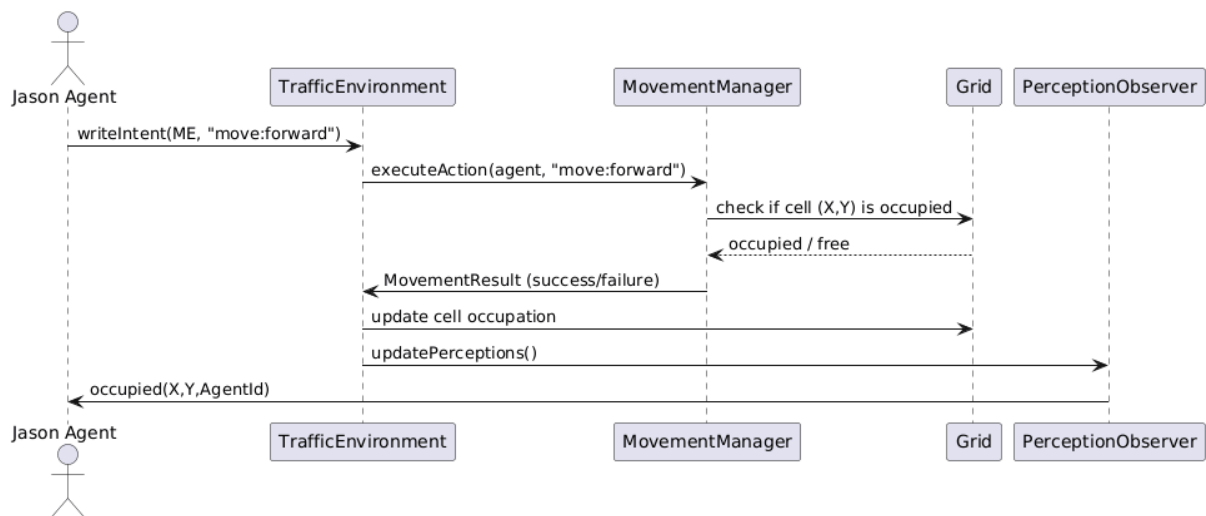 Jason Agent
TrafficEnvironment
MovementManager
Grid
PerceptionObserver
writeIntent(ME, "move:forward")
executeAction(agent, "move:forward")
check if cell (X,Y) is occupied
occupied / free
MovementResult (success/failure)
update cell occupation
updatePerceptions()
occupied(X,Y,AgentId)
Jason Agent
TrafficEnvironment
MovementManager
Grid
PerceptionObserver